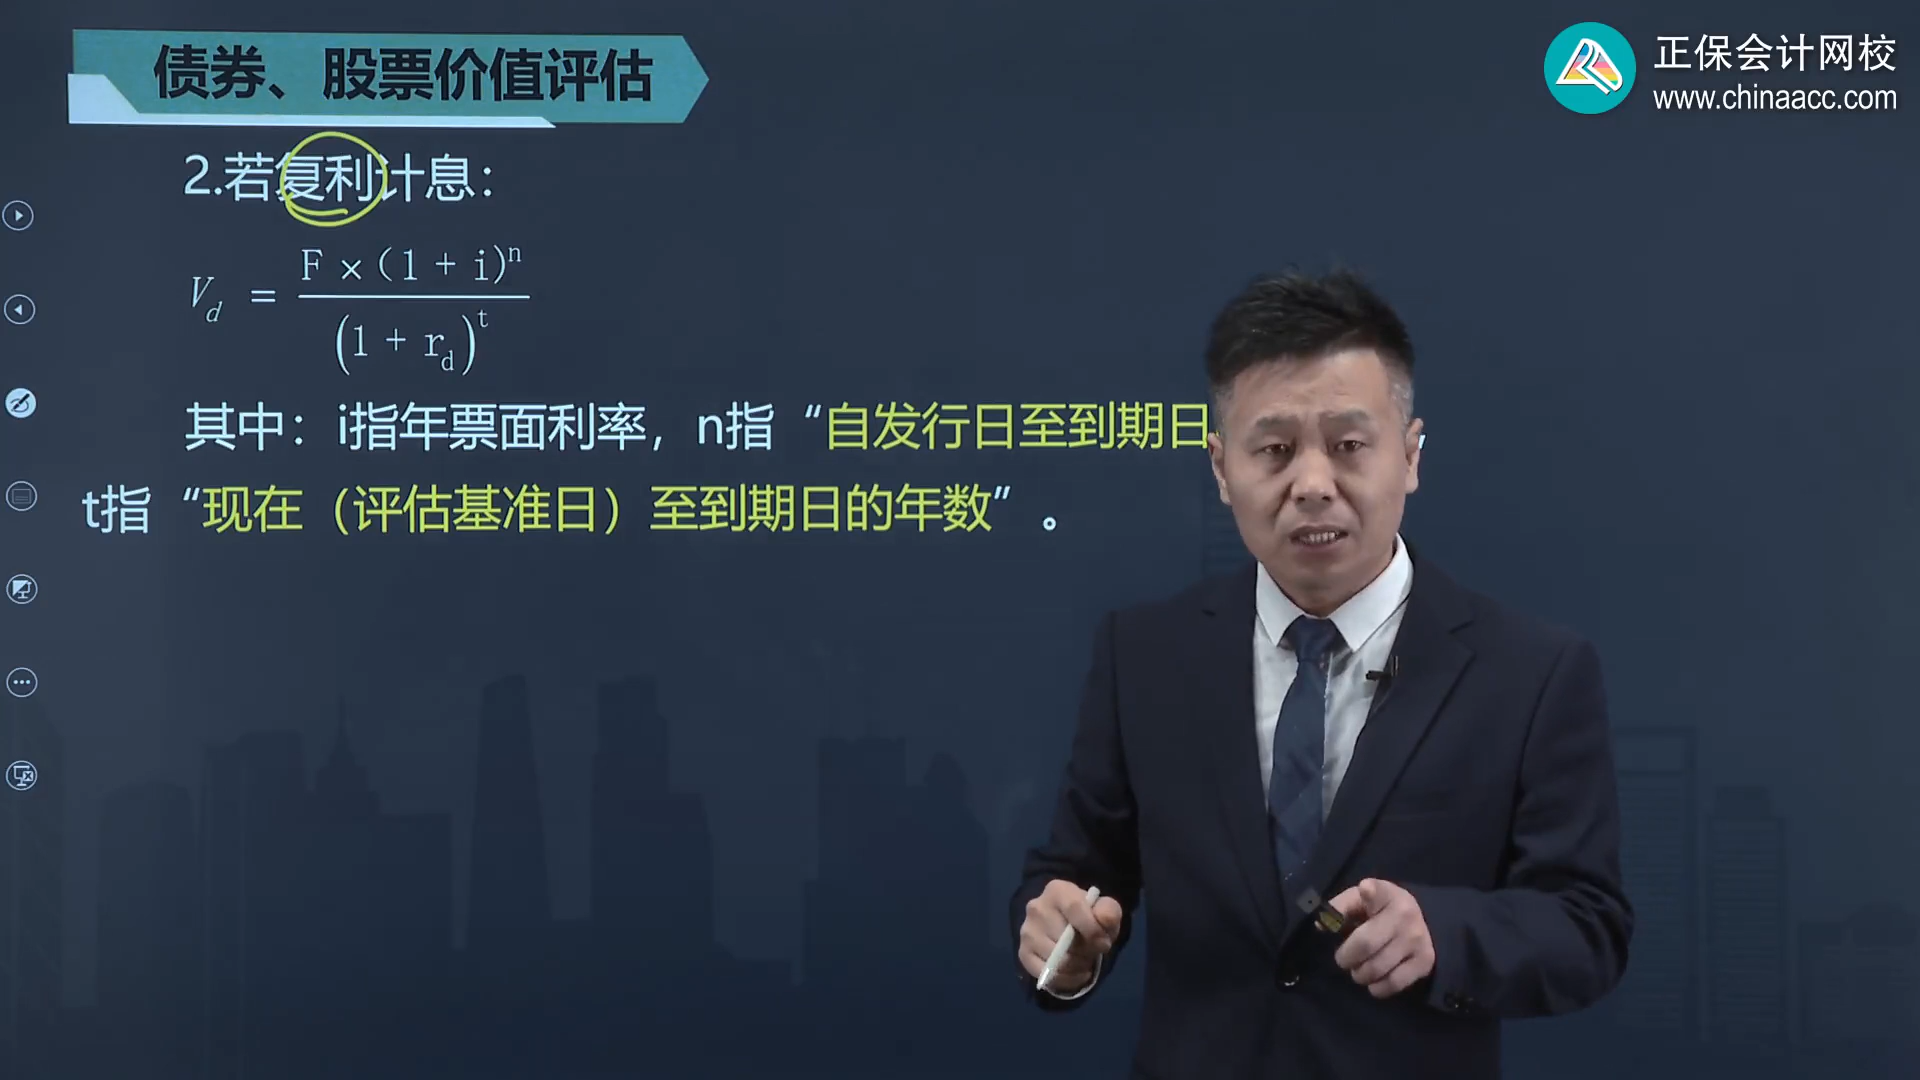 债券、股票价值评估
正保会计网校
www.chinaacc.com
2.若复利计息：
V_d = F×(1+i)^n / (1+r_d)^t
其中：i指年票面利率，n指“自发行日至到期日，
t指“现在（评估基准日）至到期日的年数”。